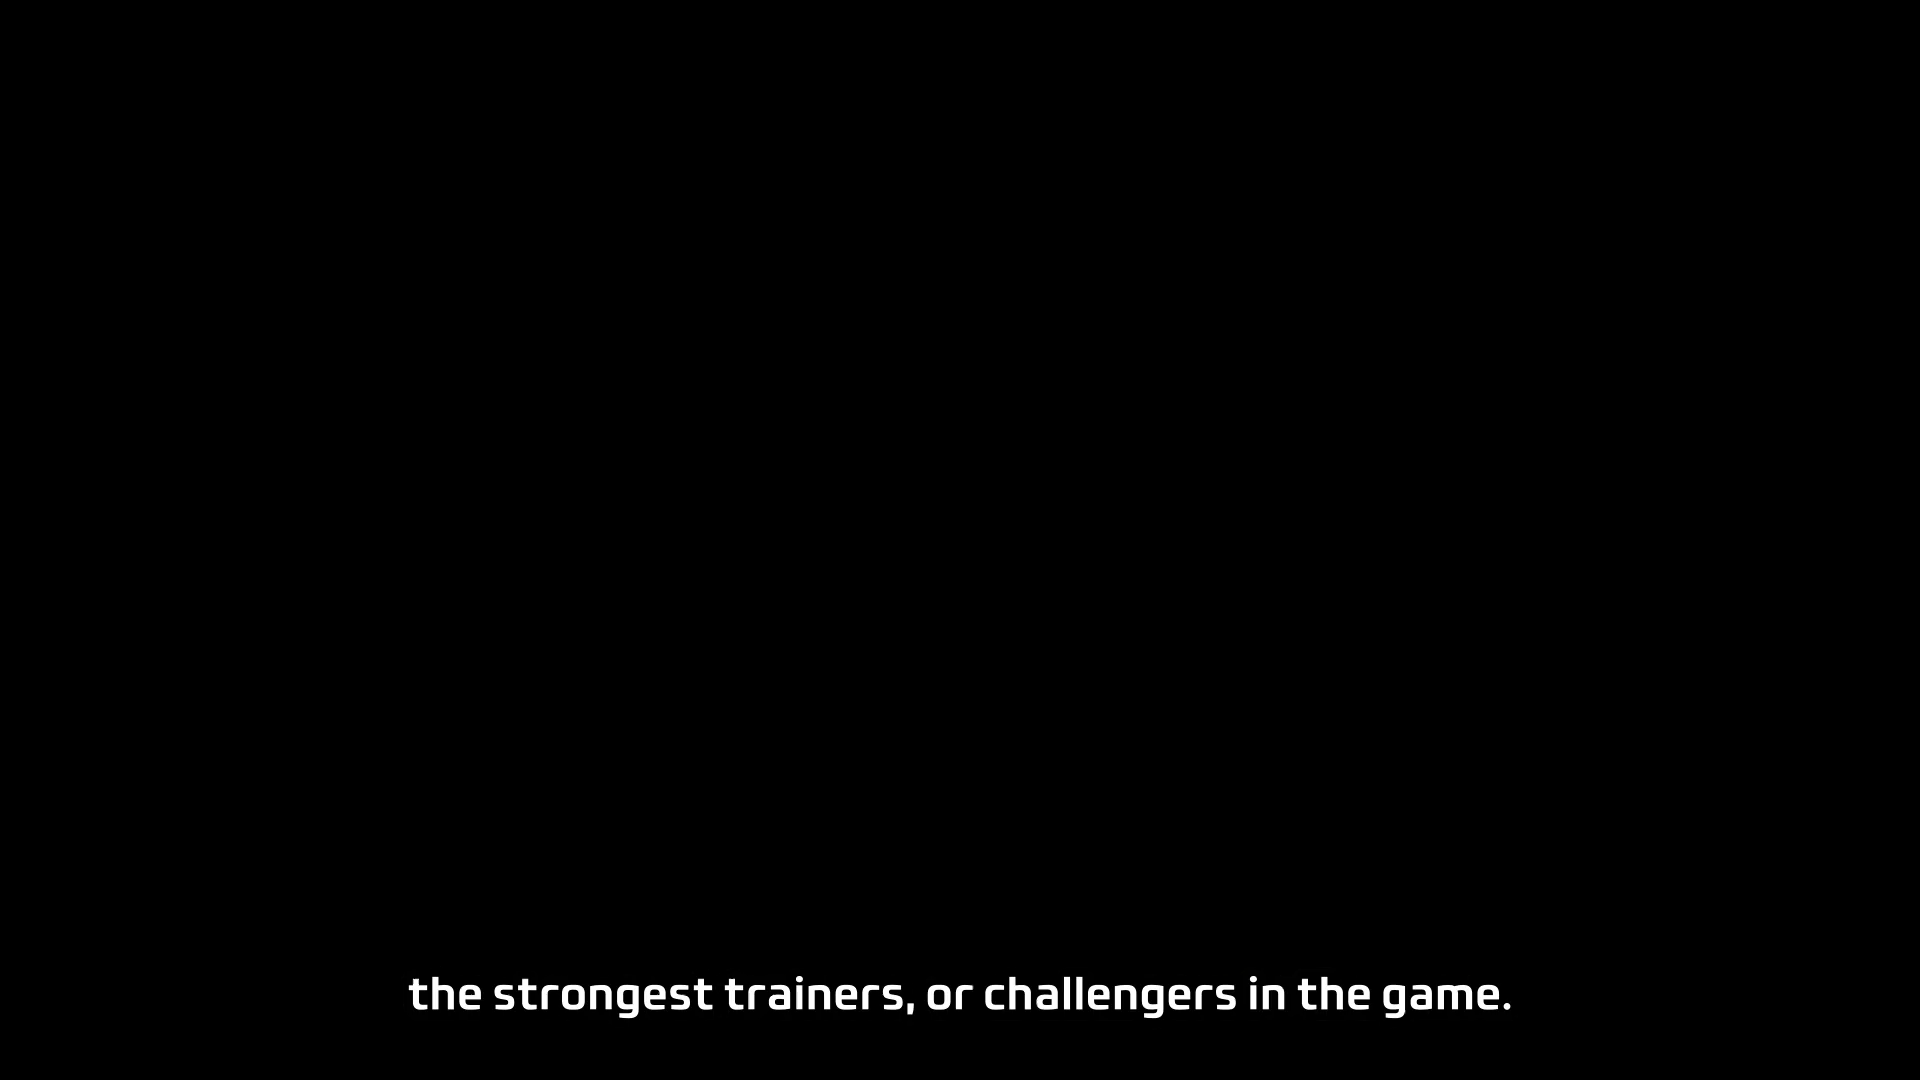 the strongest trainers, or challengers in the game.